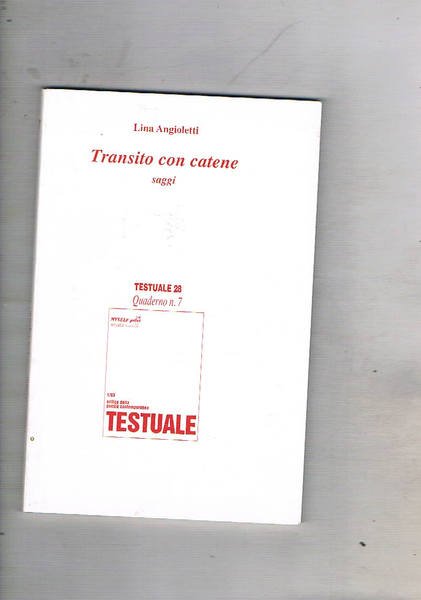 Lina Angioletti
Transito con catene
saggi
TESTUALE 28
Quaderno n. 7
critica della
poesia contemporanea
TESTUALE